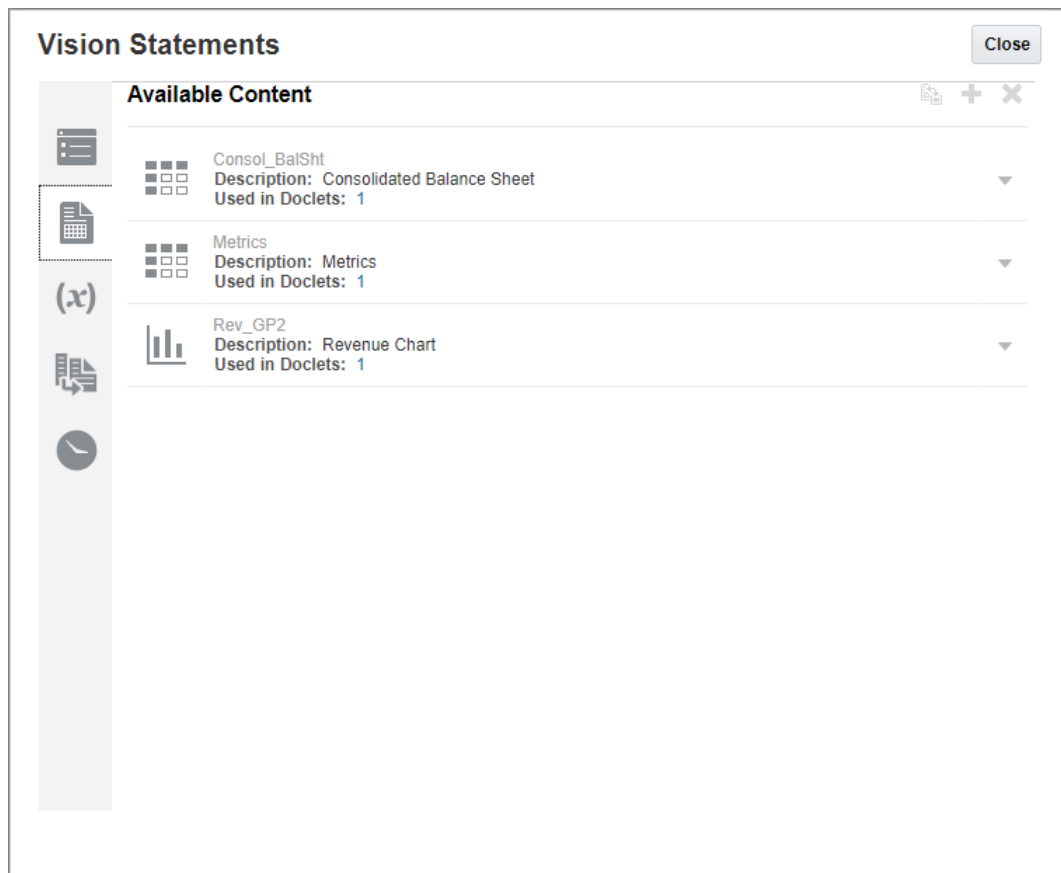 Vision Statements
Close
Available Content
Consol_BalSht
Description: Consolidated Balance Sheet
Used in Doclets: 1
Metrics
Description: Metrics
Used in Doclets: 1
(x)
Rev_GP2
Description: Revenue Chart
Used in Doclets: 1